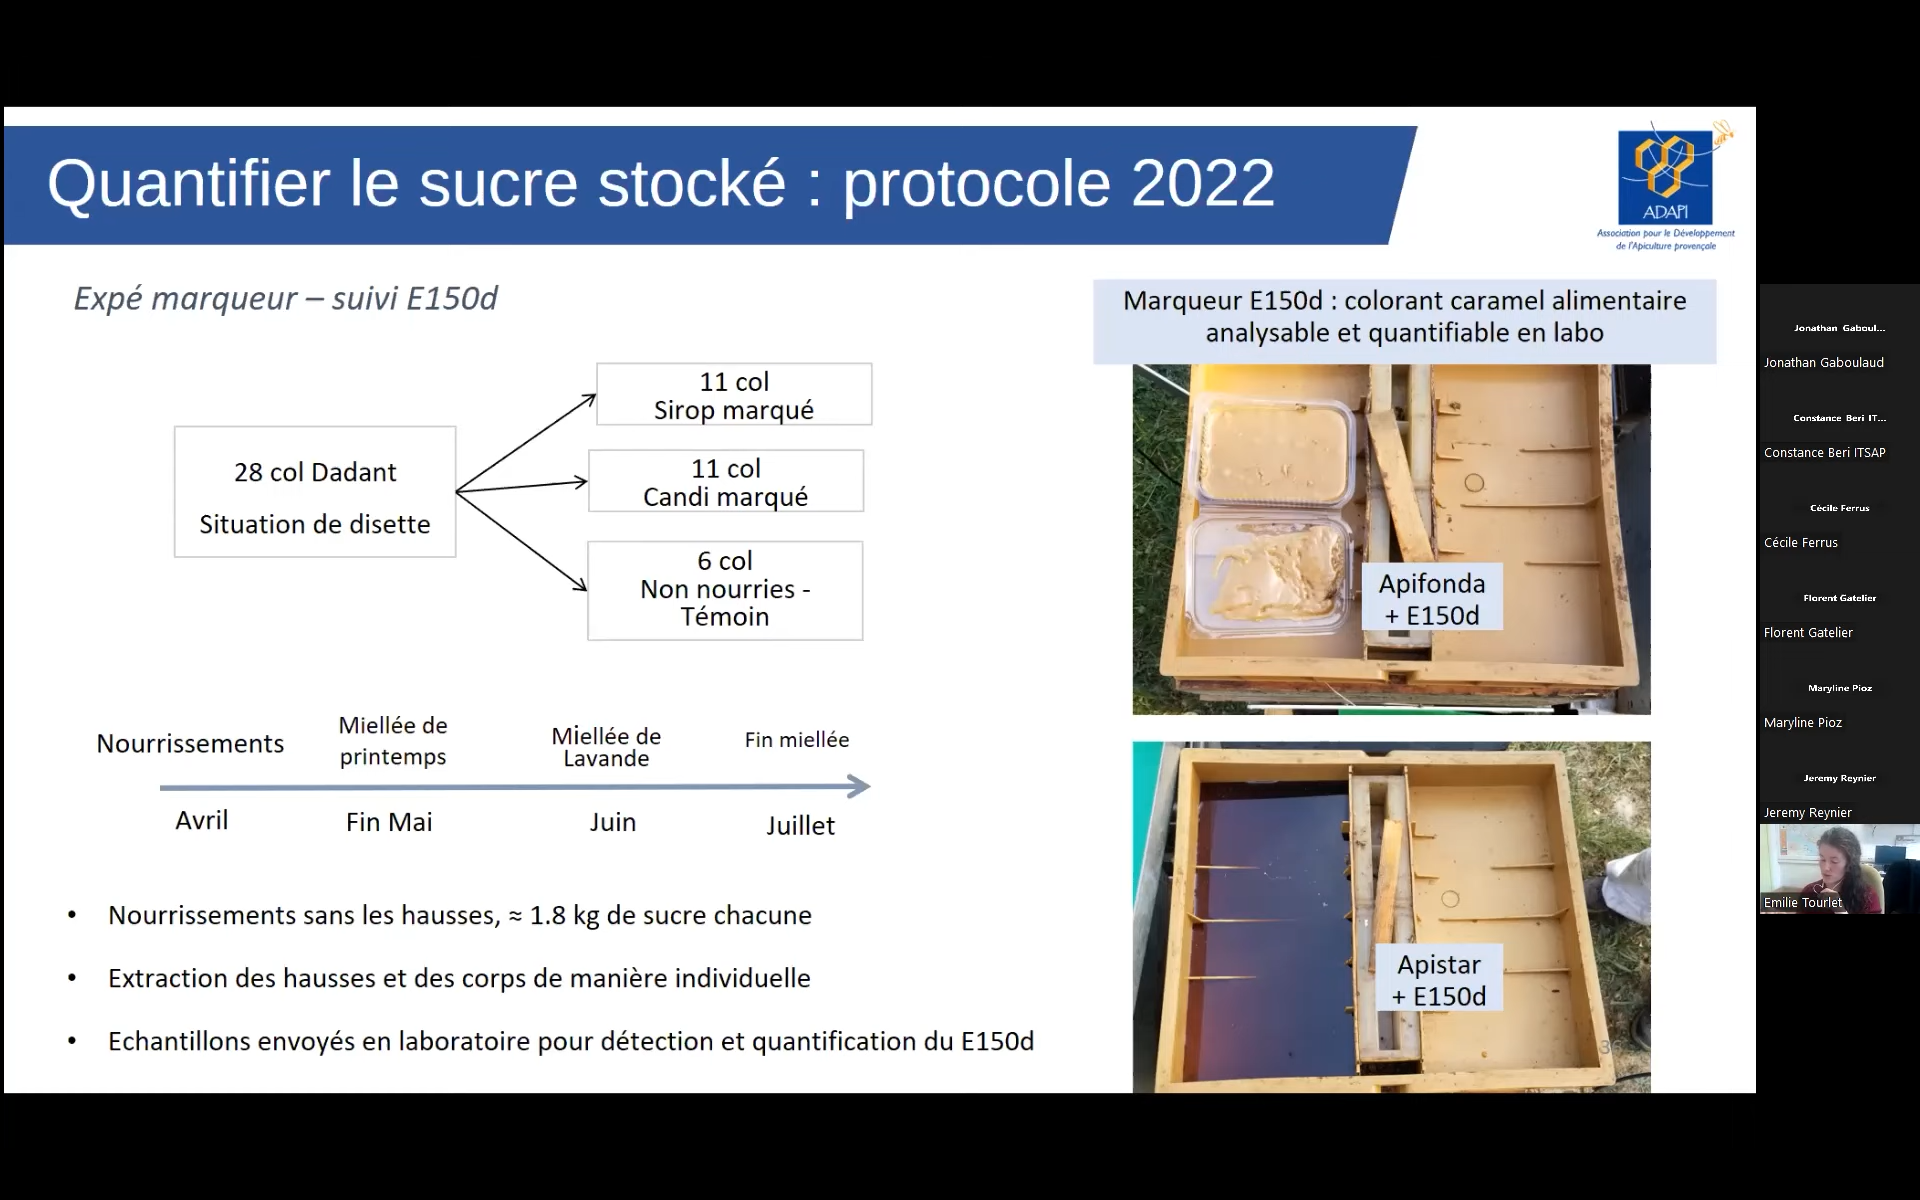 Quantifier le sucre stocké : protocole 2022
ADAPI
Association pour le Développement
de l'Apiculture provençale
Expé marqueur – suivi E150d
Marqueur E150d : colorant caramel alimentaire
analysable et quantifiable en labo
28 col Dadant
Situation de disette
11 col
Sirop marqué
11 col
Candi marqué
6 col
Non nourries -
Témoin
Apifonda
+ E150d
Nourrissements
Miellée de
printemps
Miellée de
Lavande
Fin miellée
Avril
Fin Mai
Juin
Juillet
Apistar
+ E150d
• Nourrissements sans les hausses, ≈ 1.8 kg de sucre chacune
• Extraction des hausses et des corps de manière individuelle
• Echantillons envoyés en laboratoire pour détection et quantification du E150d
Jonathan Gaboul...
Jonathan Gaboulaud
Constance Beri IT...
Constance Beri ITSAP
Cécile Ferrus
Cécile Ferrus
Florent Gatelier
Florent Gatelier
Maryline Pioz
Maryline Pioz
Jeremy Reynier
Jeremy Reynier
Emilie Tourlet